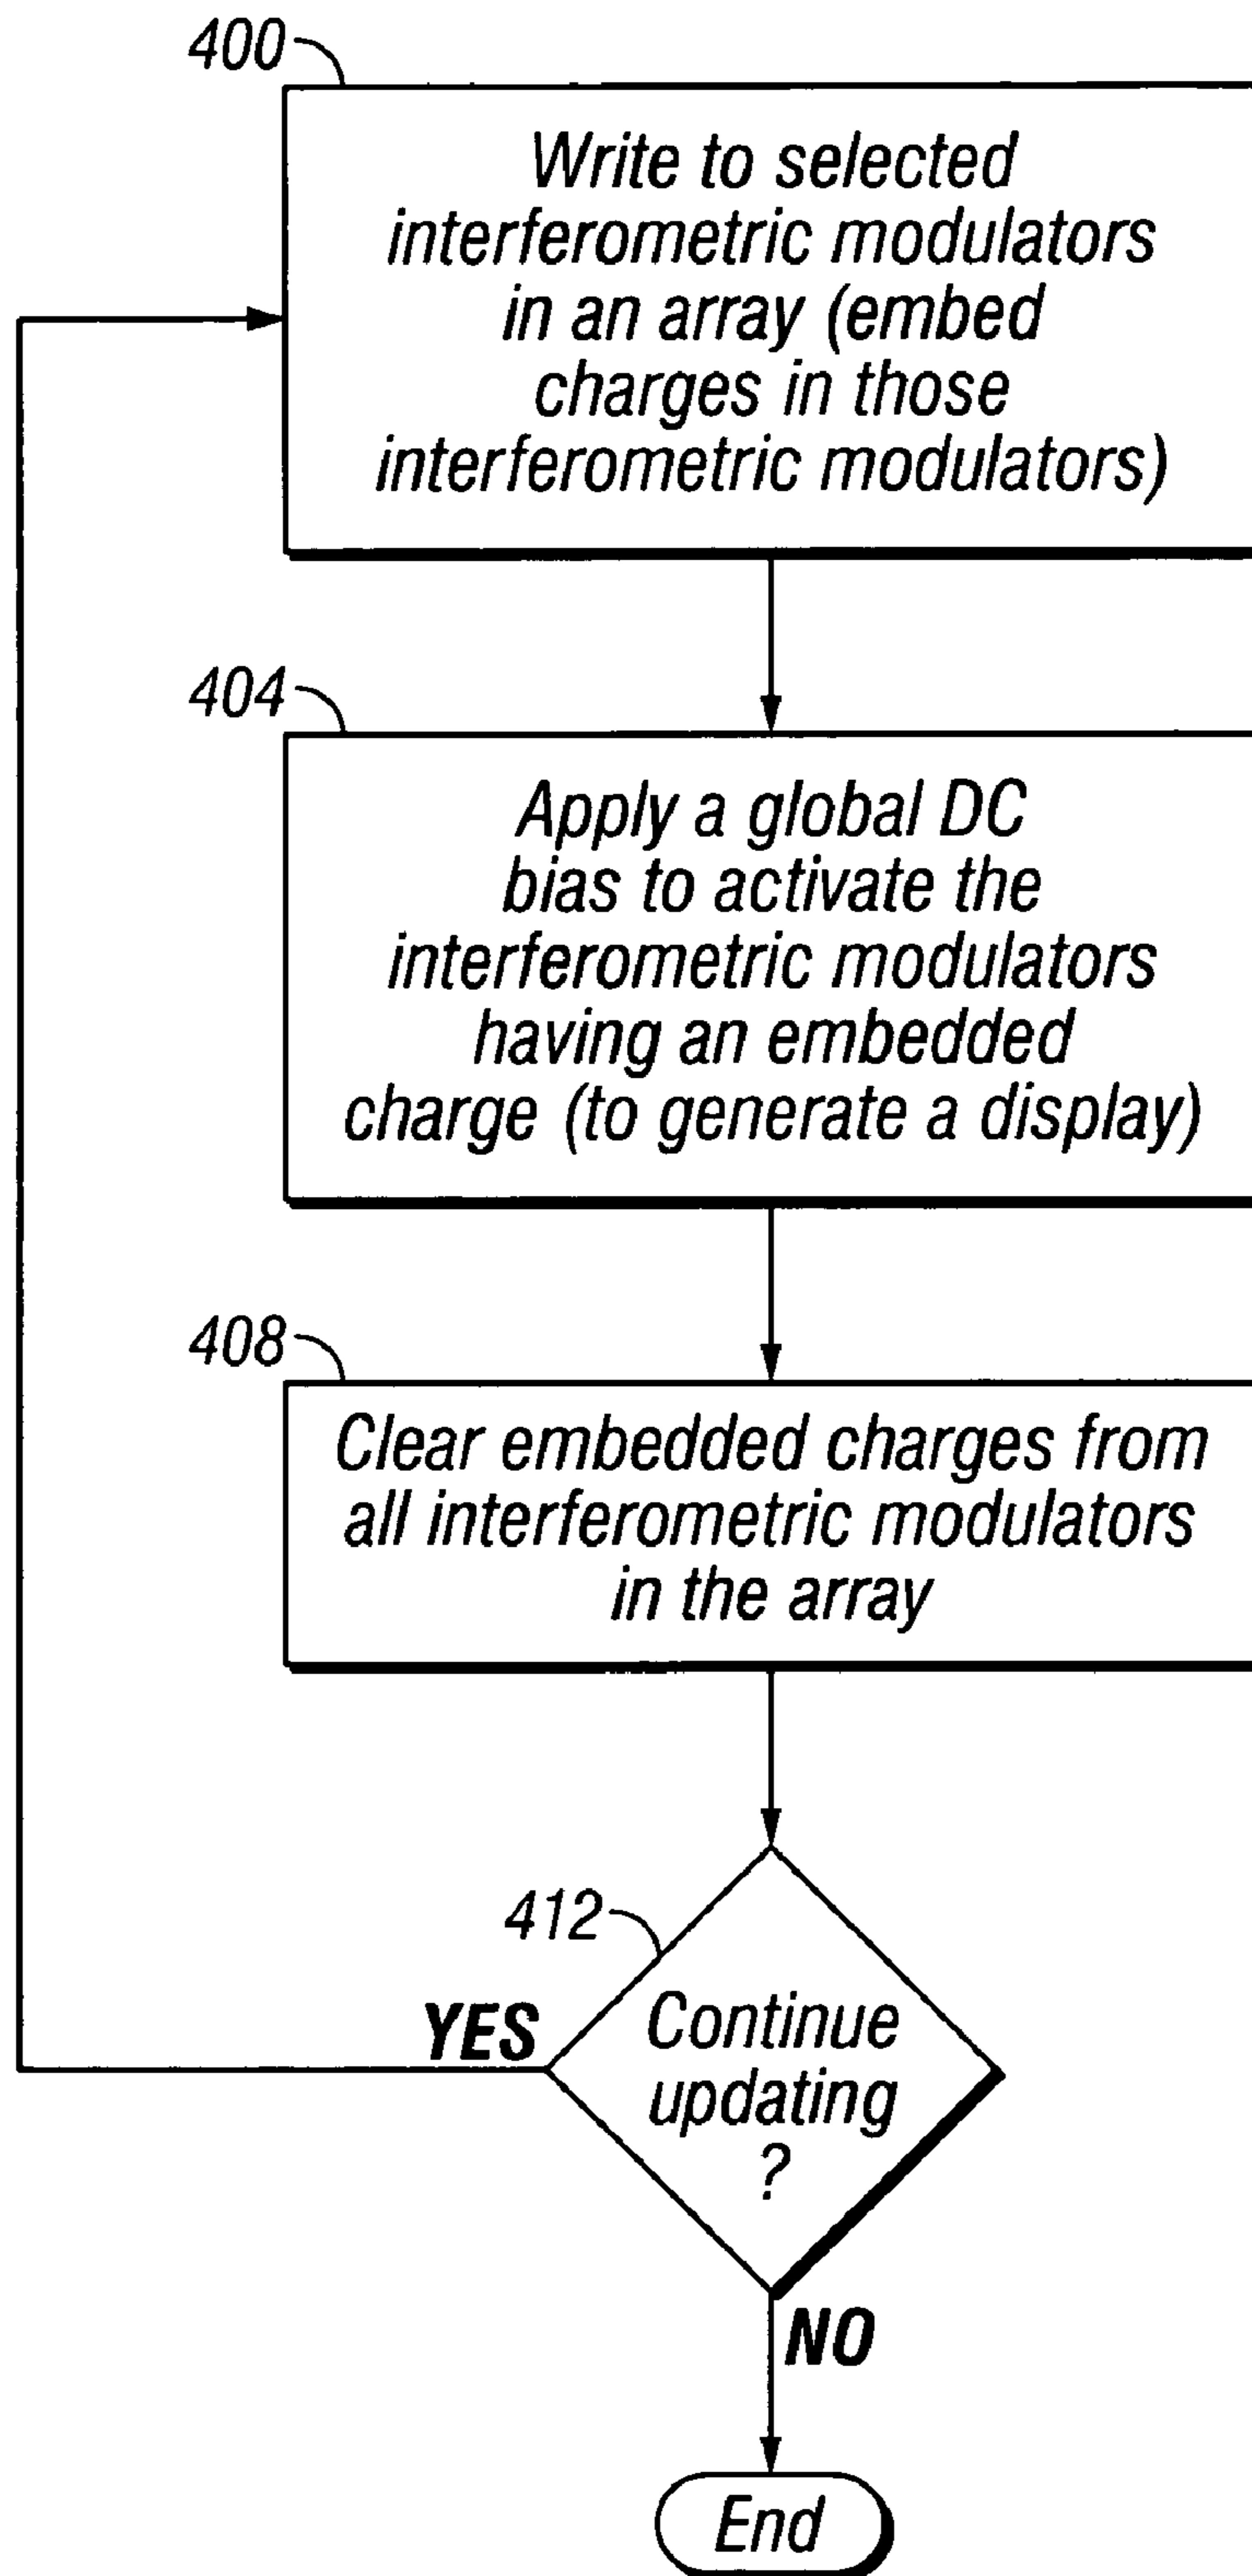 400
Write to selected
interferometric modulators
in an array (embed
charges in those
interferometric modulators)
404
Apply a global DC
bias to activate the
interferometric modulators
having an embedded
charge (to generate a display)
408
Clear embedded charges from
all interferometric modulators
in the array
412
YES
Continue
updating
?
NO
End